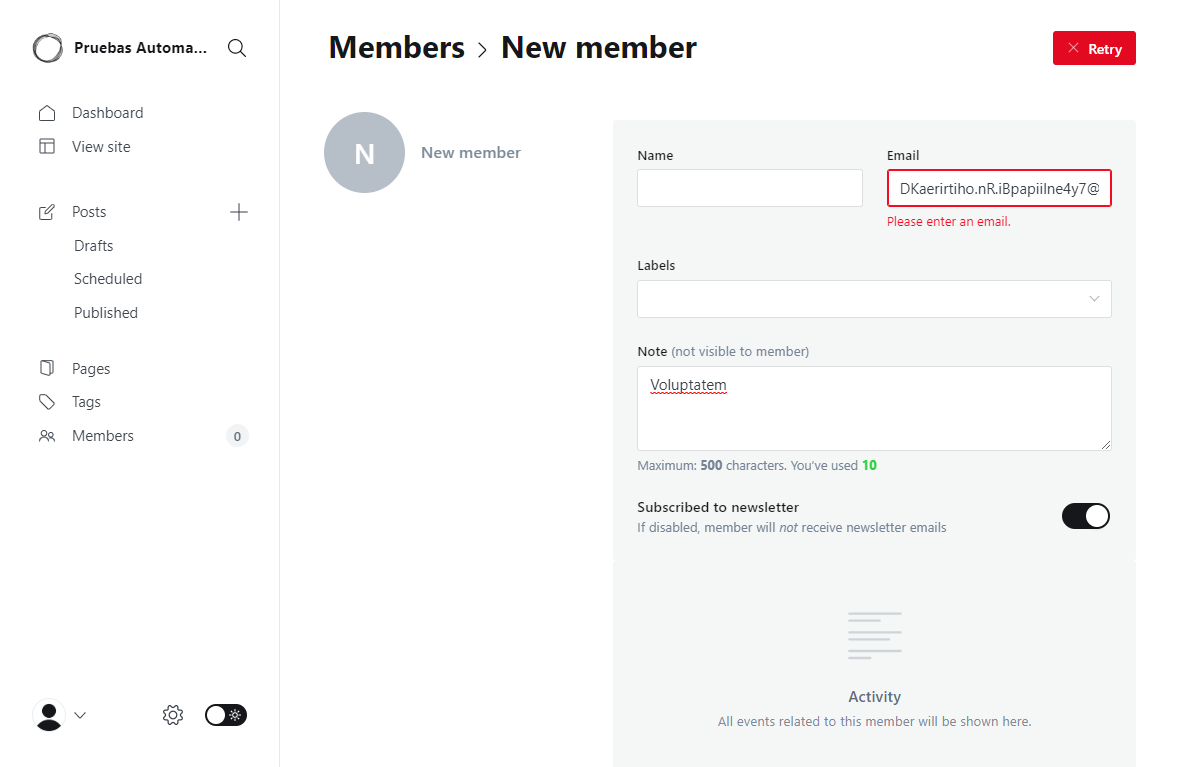 Pruebas Automa...
Dashboard
View site
Posts
Drafts
Scheduled
Published
Pages
Tags
Members 0
Members > New member
Retry
N
New member
Name
Email
DKaerirtiho.nR.iBpapiilne4y7@
Please enter an email.
Labels
Note (not visible to member)
Voluptatem
Maximum: 500 characters. You've used 10
Subscribed to newsletter
If disabled, member will not receive newsletter emails
Activity
All events related to this member will be shown here.